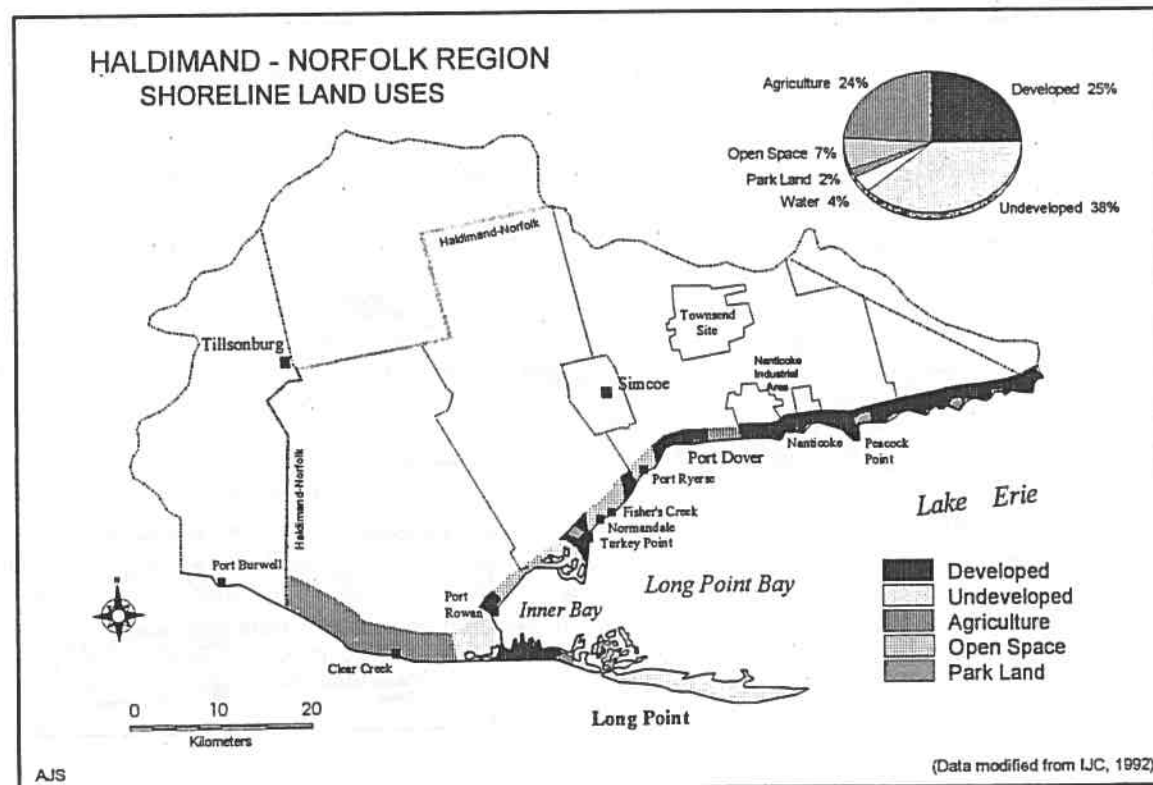 HALDIMAND - NORFOLK REGION
SHORELINE LAND USES
Agriculture 24%
Developed 25%
Open Space 7%
Park Land 2%
Water 4%
Undeveloped 38%
Haldimand-Norfolk
Townsend
Site
Tillsonburg
Simcoe
Nanticoke
Industrial
Area
Nanticoke
Peacock
Point
Port Dover
Port Ryerse
Haldimand-Norfolk
Lake Erie
Fisher's Creek
Normandale
Turkey Point
Port Burwell
Long Point Bay
Port
Rowan
Inner Bay
Developed
Undeveloped
Agriculture
Open Space
Park Land
Clear Creek
Long Point
0 10 20
Kilometers
AJS
(Data modified from IJC, 1992)